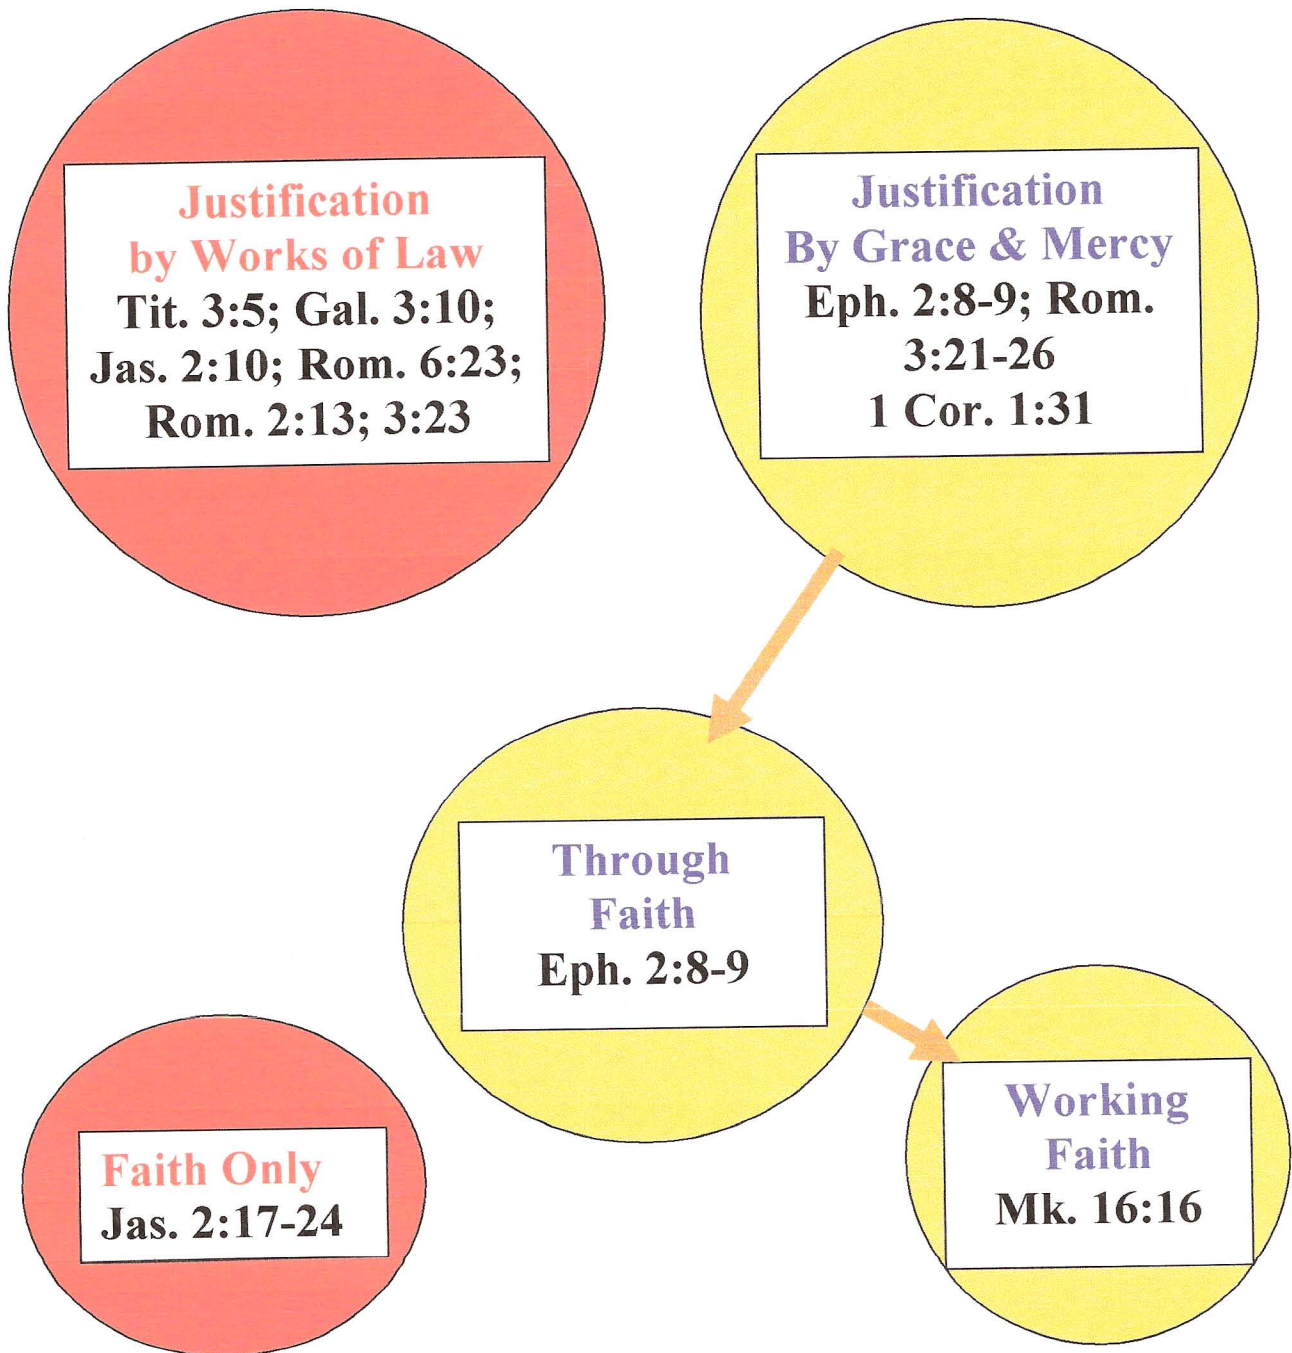 Justification
by Works of Law
Tit. 3:5; Gal. 3:10;
Jas. 2:10; Rom. 6:23;
Rom. 2:13; 3:23
Justification
By Grace & Mercy
Eph. 2:8-9; Rom.
3:21-26
1 Cor. 1:31
Through
Faith
Eph. 2:8-9
Faith Only
Jas. 2:17-24
Working
Faith
Mk. 16:16